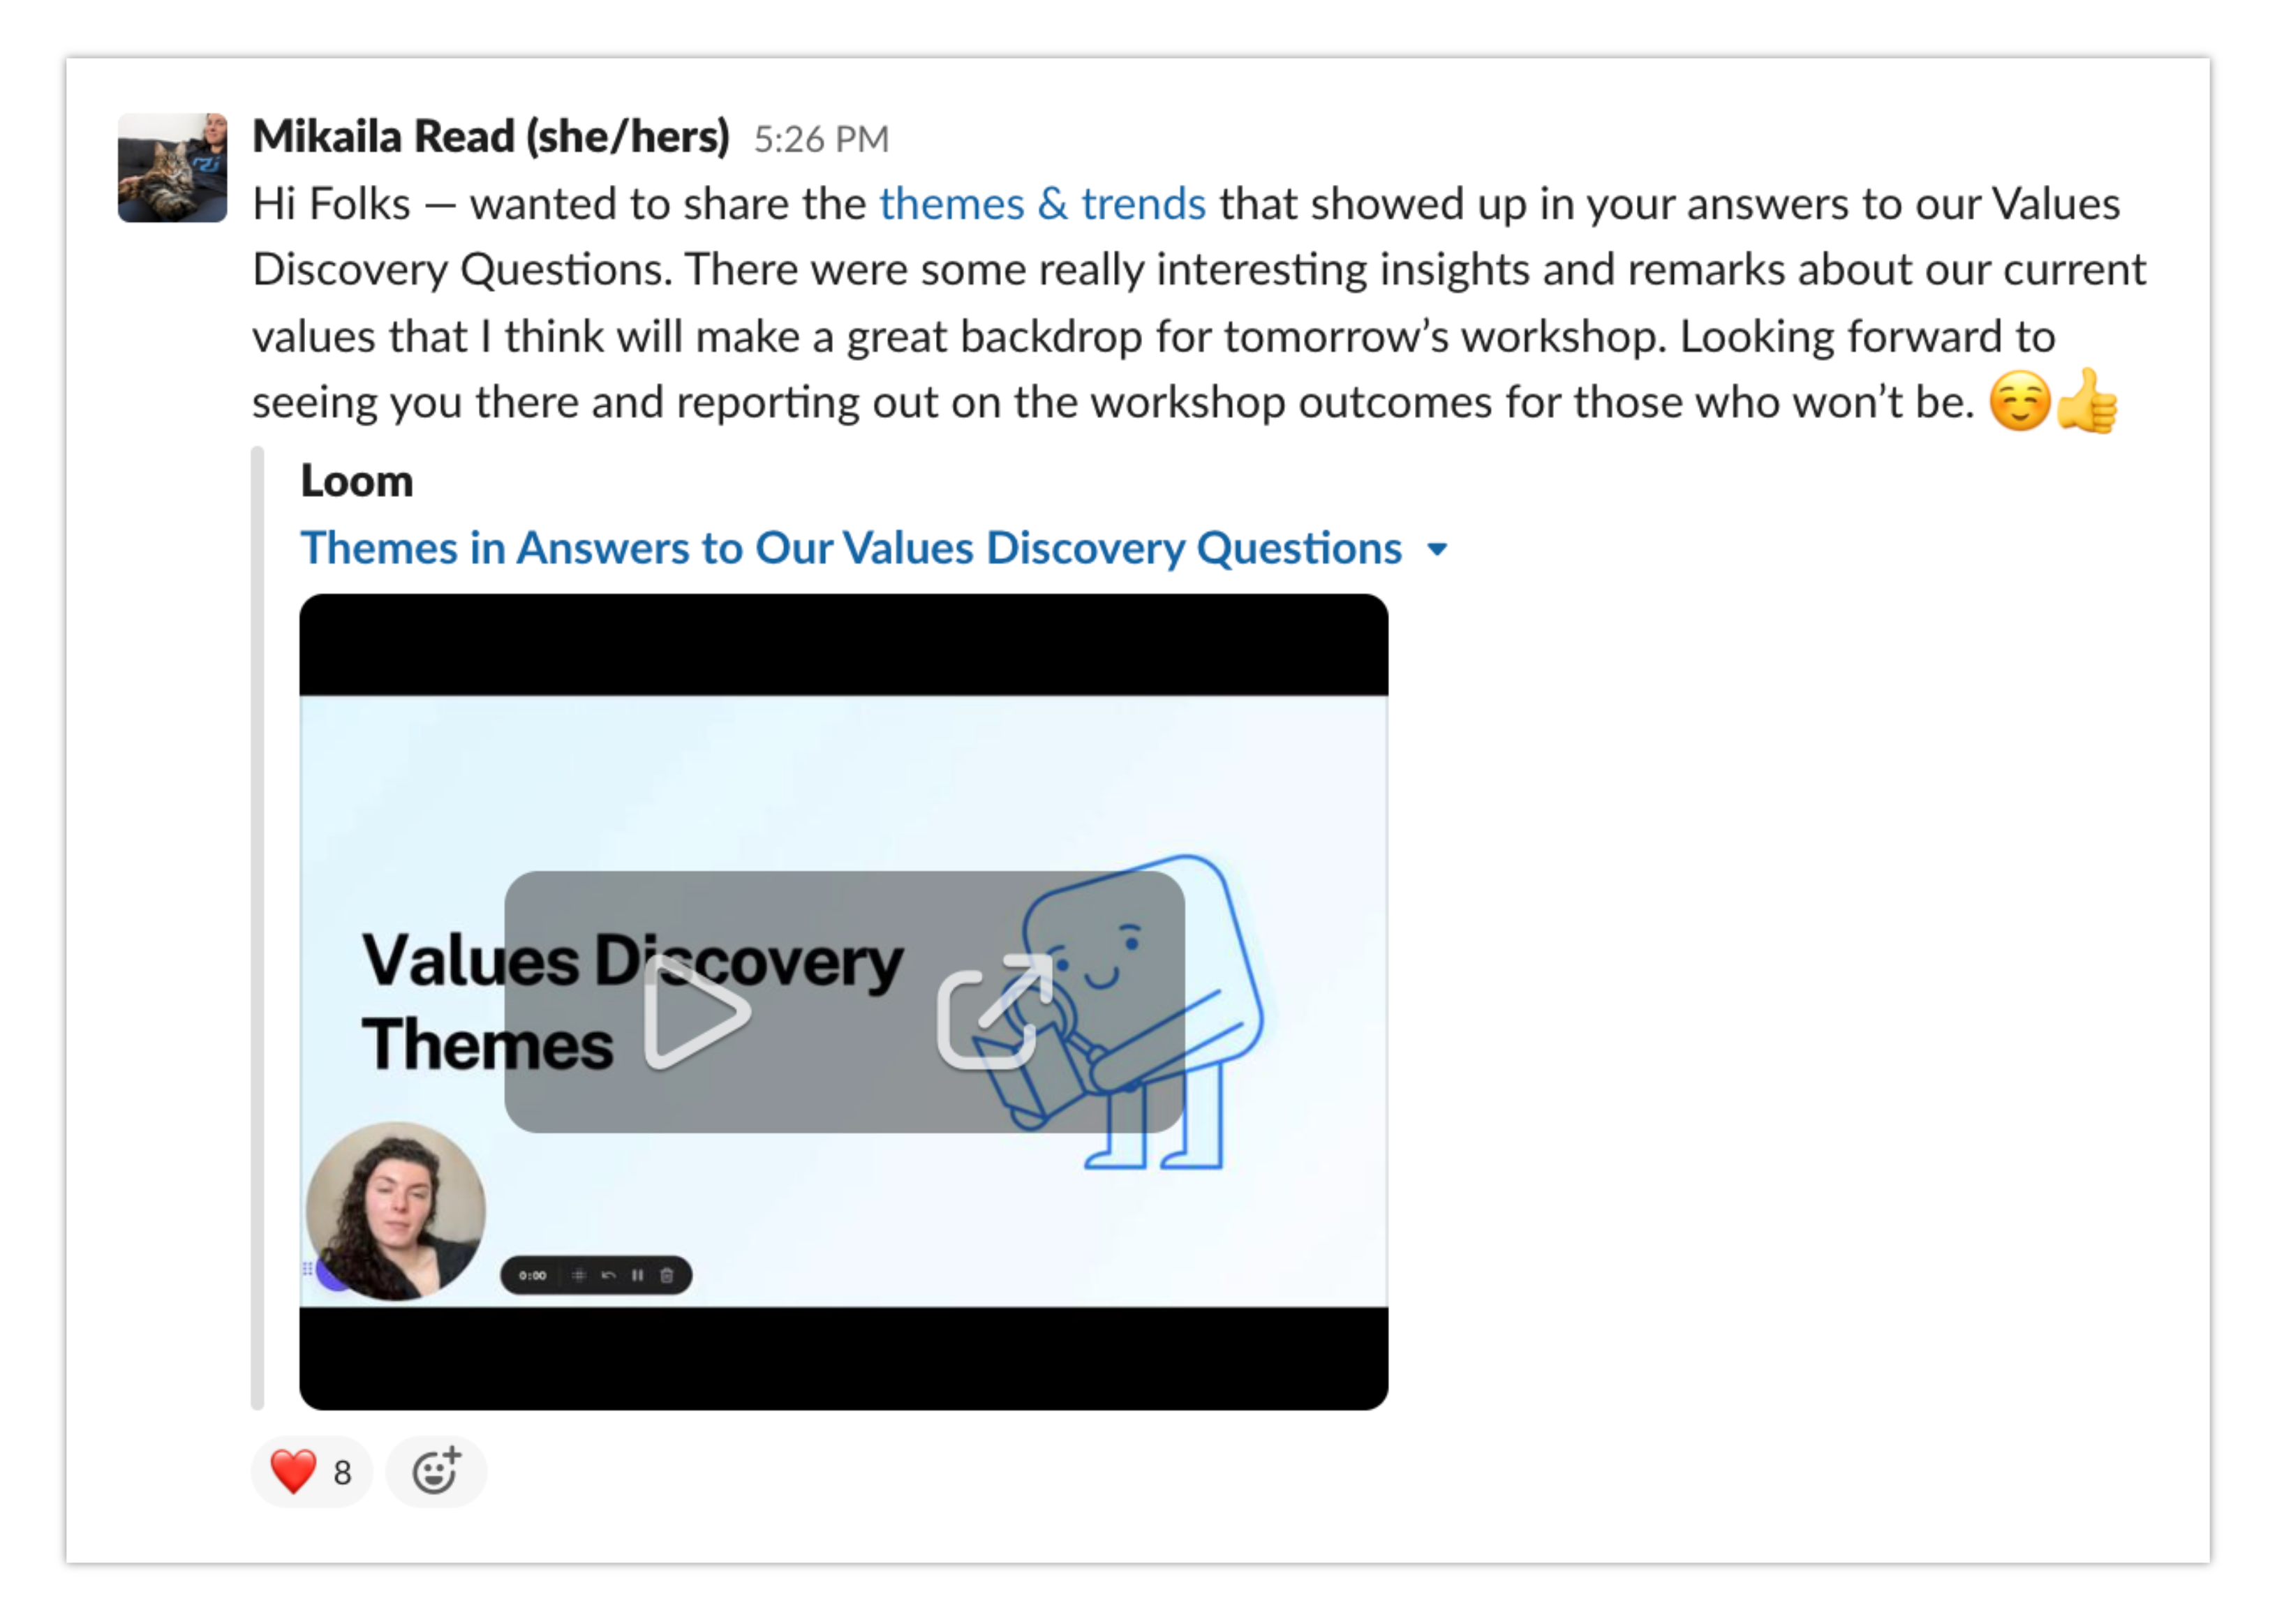 Mikaila Read (she/hers) 5:26 PM
Hi Folks — wanted to share the themes & trends that showed up in your answers to our Values
Discovery Questions. There were some really interesting insights and remarks about our current
values that I think will make a great backdrop for tomorrow’s workshop. Looking forward to
seeing you there and reporting out on the workshop outcomes for those who won’t be. ☺️👍
Loom
Themes in Answers to Our Values Discovery Questions
Values Discovery
Themes
0:00
❤️ 8